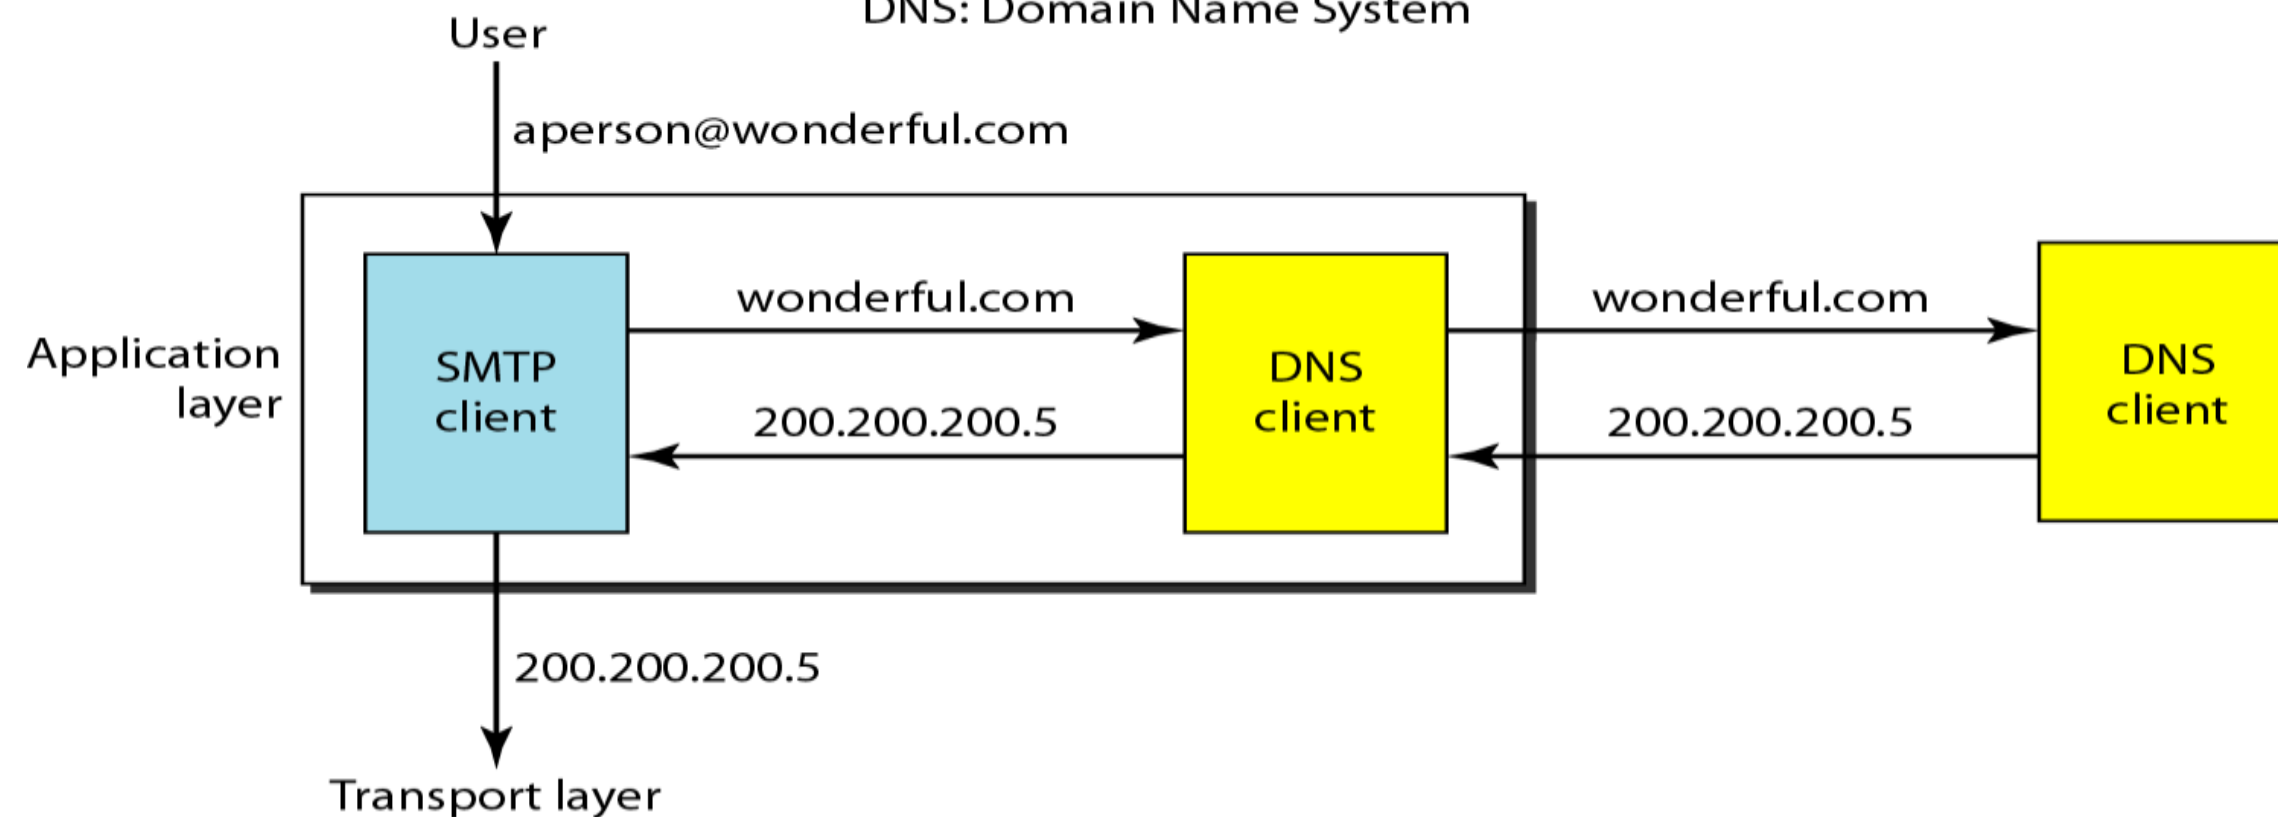 DNS: Domain Name System
User
aperson@wonderful.com
Application
layer
SMTP
client
wonderful.com
200.200.200.5
DNS
client
wonderful.com
200.200.200.5
DNS
client
200.200.200.5
Transport layer